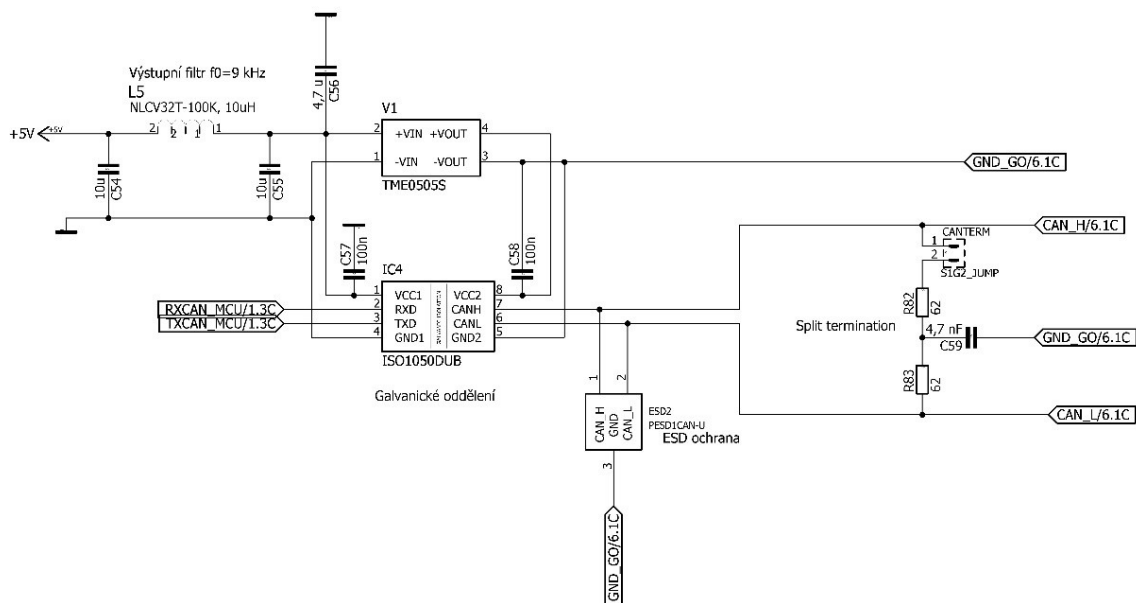 Výstupní filtr f0=9 kHz
L5
NLCV32T-100K, 10uH
+5V
+5V
2
2
1
1
10u
C54
10u
C55
4,7 u
C56
V1
2
+VIN
+VOUT
4
1
-VIN
-VOUT
3
TME0505S
C57
100n
C58
100n
IC4
1
VCC1
VCC2
8
2
RXD
CANH
7
3
TXD
CANL
6
4
GND1
GND2
5
ISO1050DUB
RXCAN_MCU/1.3C
TXCAN_MCU/1.3C
Galvanické oddělení
1
2
CAN_H
GND
CAN_L
3
ESD2
PESD1CAN-U
ESD ochrana
GND_GO/6.1C
GND_GO/6.1C
CAN_H/6.1C
CANTERM
1
2
S1G2_JUMP
R82
62
Split termination
4,7 nF
C59
GND_GO/6.1C
R83
62
CAN_L/6.1C